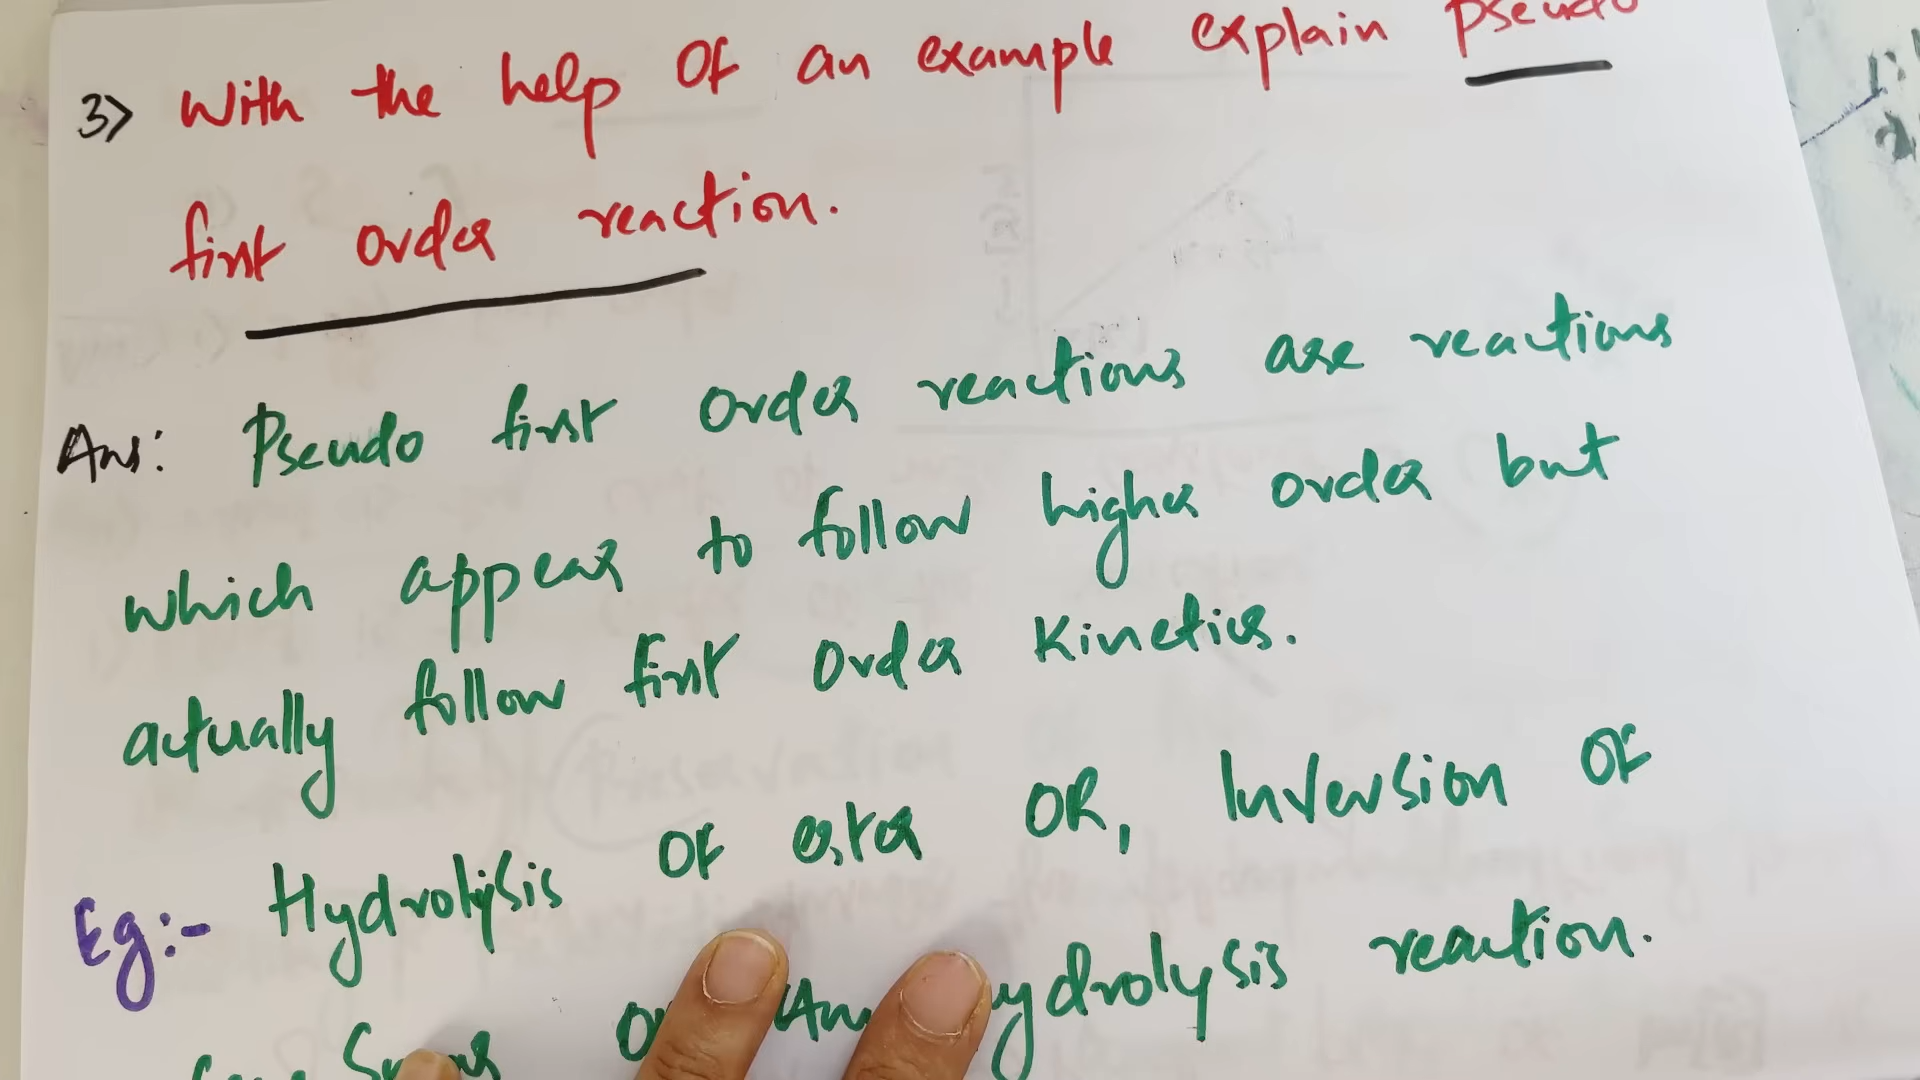 3) With the help of an example explain pseudo
first order reaction.
Ans: Pseudo first order reactions are reactions
which appear to follow higher order but
actually follow first order kinetics.
Eg:- Hydrolysis of ester OR, Inversion of
reaction.